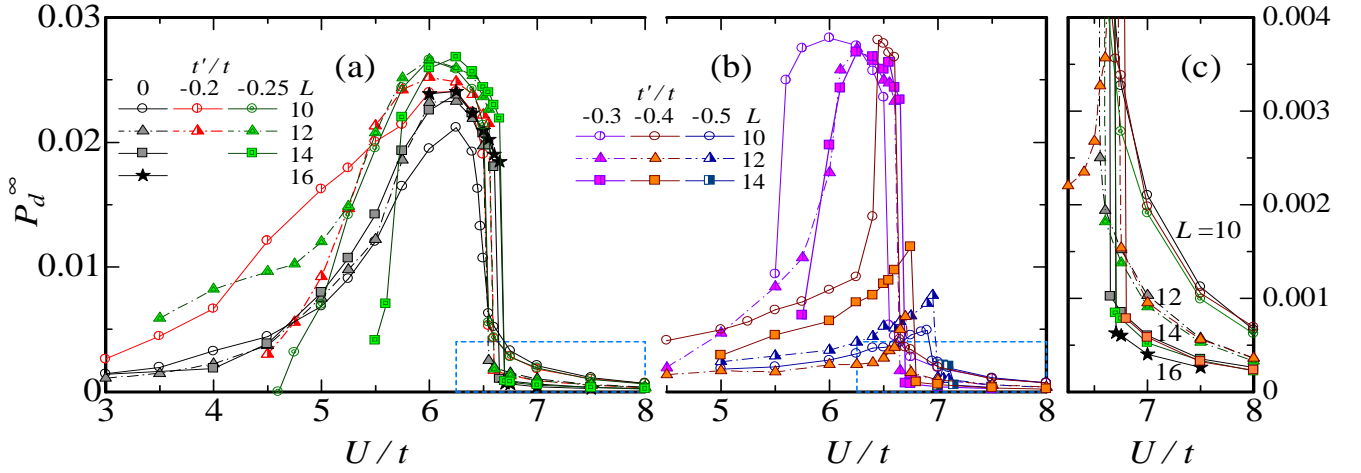 0.03
0.02
0.01
0
P_d^∞
(a)
t'/t
0 -0.2 -0.25 L
10
12
14
16
3 4 5 6 7 8
U / t
(b)
t'/t
-0.3 -0.4 -0.5 L
10
12
14
5 6 7 8
U / t
(c)
0.004
0.003
0.002
0.001
0
L =10
12
14
16
7 8
U / t